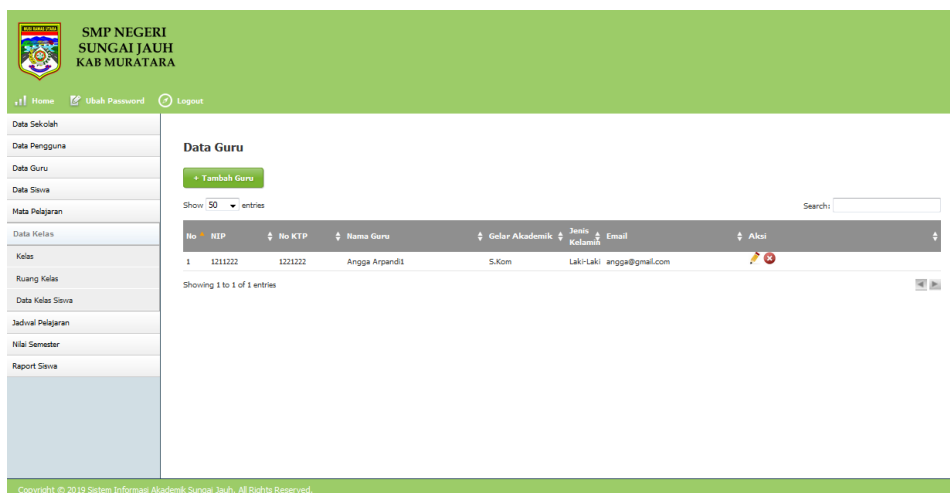 MUSI RAWAS UTARA
SMP NEGERI
SUNGAI JAUH
KAB MURATARA
Home Ubah Password Logout
Data Sekolah
Data Pengguna
Data Guru
Data Siswa
Mata Pelajaran
Data Kelas
Kelas
Ruang Kelas
Data Kelas Siswa
Jadwal Pelajaran
Nilai Semester
Raport Siswa
Data Guru
+ Tambah Guru
Show 50 entries
Search:
No NIP No KTP Nama Guru Gelar Akademik Jenis Kelamin Email Aksi
1 1211222 1221222 Angga Arpandi1 S.Kom Laki-Laki angga@gmail.com
Showing 1 to 1 of 1 entries
Copyright © 2019 Sistem Informasi Akademik Sungai Jauh. All Rights Reserved.